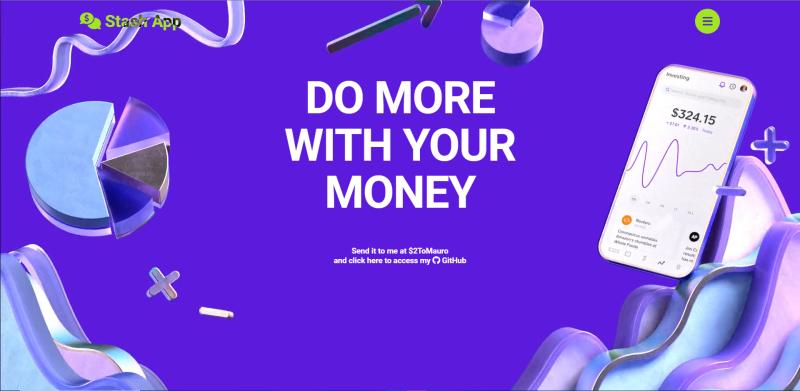 Stash App
DO MORE
WITH YOUR
MONEY
Send it to me at $2ToMauro
and click here to access my GitHub
Investing
$324.15
Today